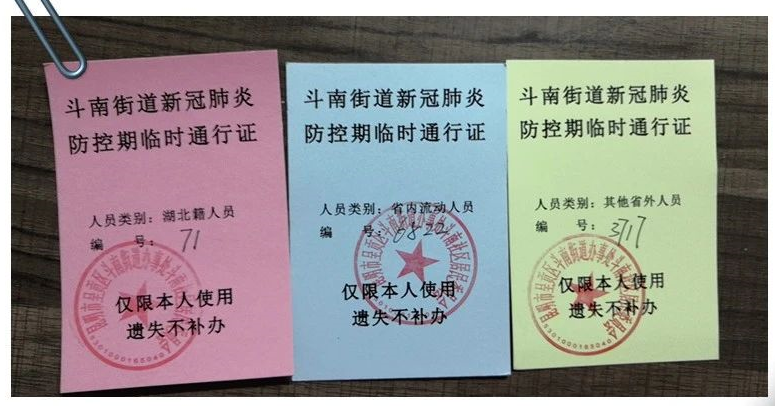 斗南街道新冠肺炎
防控期临时通行证
人员类别：湖北籍人员
编 号：71
仅限本人使用
遗失不补办
斗南街道新冠肺炎
防控期临时通行证
人员类别：省内流动人员
编 号：
仅限本人使用
遗失不补办
斗南街道新冠肺炎
防控期临时通行证
人员类别：其他省外人员
编 号：3717
仅限本人使用
遗失不补办